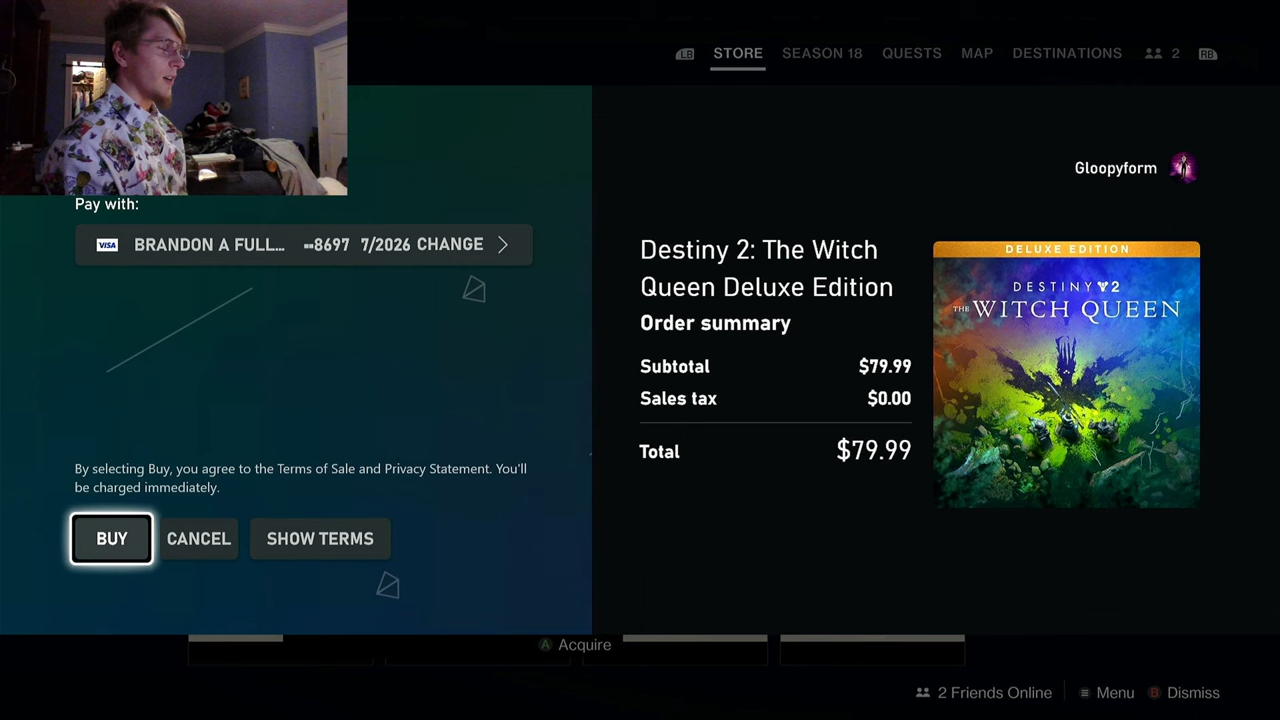 LB STORE SEASON 18 QUESTS MAP DESTINATIONS 2 RB
Gloopyform
Pay with:
VISA BRANDON A FULL... ••8697 7/2026 CHANGE
By selecting Buy, you agree to the Terms of Sale and Privacy Statement. You'll
be charged immediately.
BUY CANCEL SHOW TERMS
Destiny 2: The Witch
Queen Deluxe Edition
Order summary
Subtotal $79.99
Sales tax $0.00
Total $79.99
DELUXE EDITION
DESTINY 2
THE WITCH QUEEN
A Acquire
2 Friends Online Menu B Dismiss